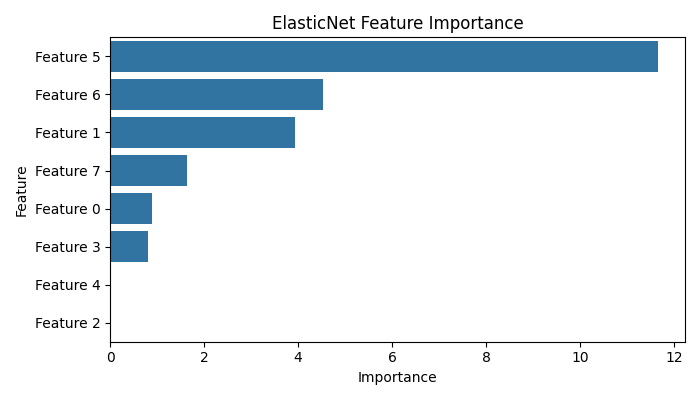 ElasticNet Feature Importance
Feature 5
Feature 6
Feature 1
Feature 7
Feature 0
Feature 3
Feature 4
Feature 2
Feature
0 2 4 6 8 10 12
Importance